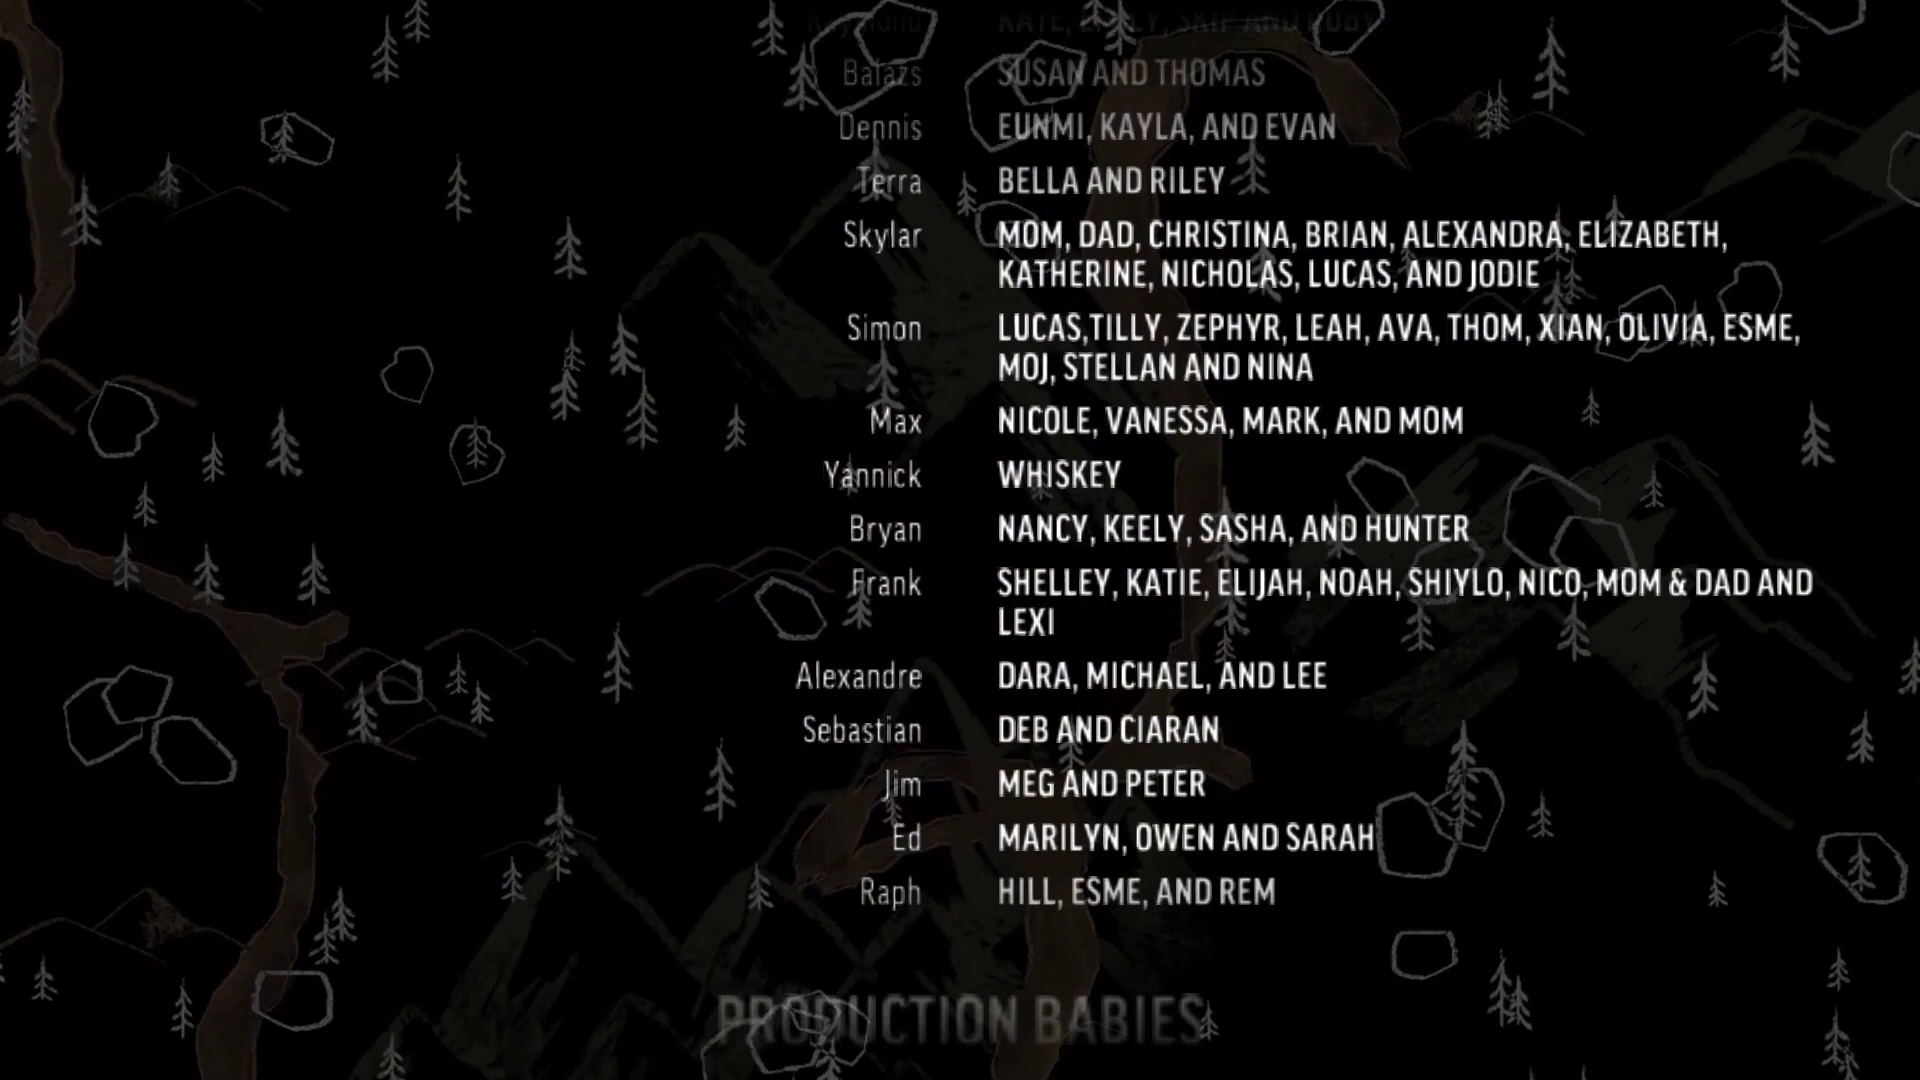 Raymond KATE, SKIP AND
Balazs SUSAN AND THOMAS
Dennis EUNMI, KAYLA, AND EVAN
Terra BELLA AND RILEY
Skylar MOM, DAD, CHRISTINA, BRIAN, ALEXANDRA, ELIZABETH,
KATHERINE, NICHOLAS, LUCAS, AND JODIE
Simon LUCAS,TILLY, ZEPHYR, LEAH, AVA, THOM, XIAN, OLIVIA, ESME,
MOJ, STELLAN AND NINA
Max NICOLE, VANESSA, MARK, AND MOM
Yannick WHISKEY
Bryan NANCY, KEELY, SASHA, AND HUNTER
Frank SHELLEY, KATIE, ELIJAH, NOAH, SHIYLO, NICO, MOM & DAD AND
LEXI
Alexandre DARA, MICHAEL, AND LEE
Sebastian DEB AND CIARAN
Jim MEG AND PETER
Ed MARILYN, OWEN AND SARAH
Raph HILL, ESME, AND REM
PRODUCTION BABIES